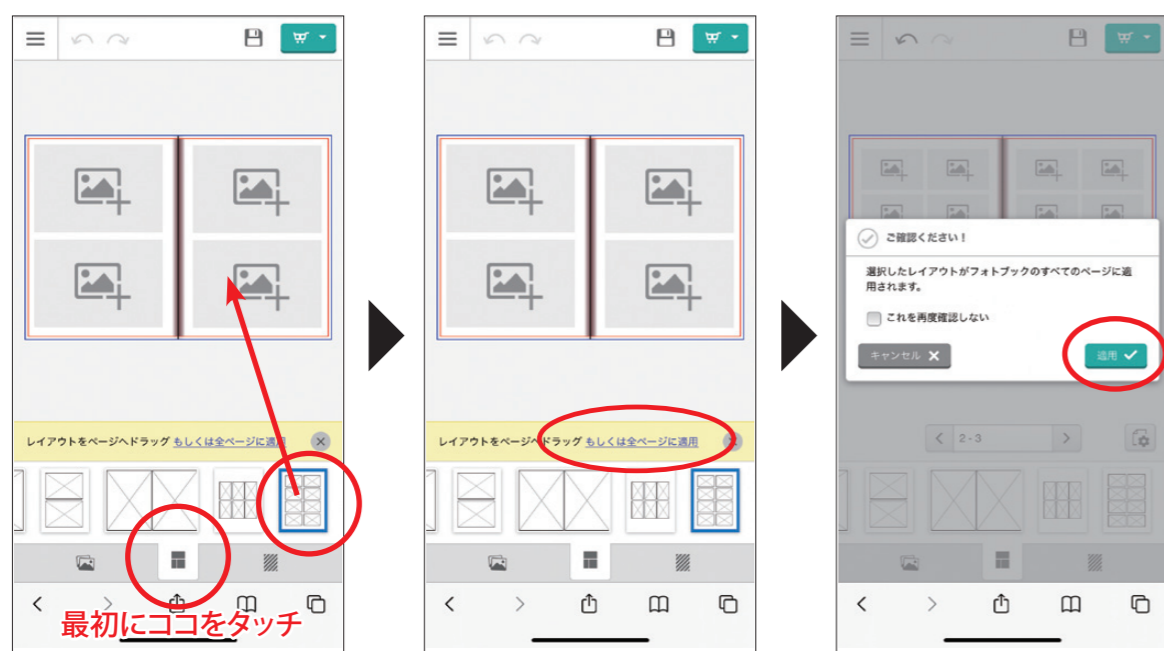 レイアウトをページへドラッグ もしくは全ページに適用
最初にココをタッチ
レイアウトをページへドラッグ もしくは全ページに適用
ご確認ください！
選択したレイアウトがフォトブックのすべてのページに適
用されます。
これを再度確認しない
キャンセル
適用
2-3